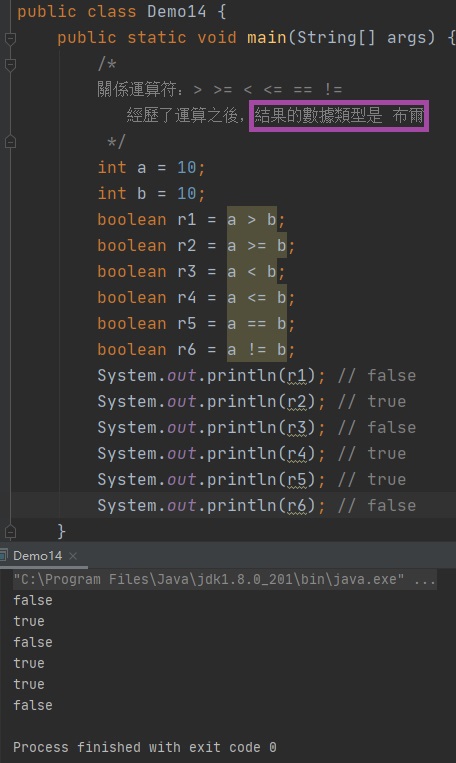 public class Demo14 {
public static void main(String[] args) {
/*
關係運算符: > >= < <= == !=
經歷了運算之後, 結果的數據類型是 布爾
*/
int a = 10;
int b = 10;
boolean r1 = a > b;
boolean r2 = a >= b;
boolean r3 = a < b;
boolean r4 = a <= b;
boolean r5 = a == b;
boolean r6 = a != b;
System.out.println(r1); // false
System.out.println(r2); // true
System.out.println(r3); // false
System.out.println(r4); // true
System.out.println(r5); // true
System.out.println(r6); // false
}
Demo14 ×
"C:\Program Files\Java\jdk1.8.0_201\bin\java.exe" ...
false
true
false
true
true
false
Process finished with exit code 0